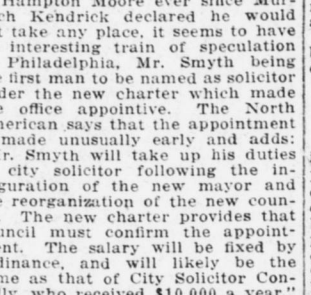 Hampton Moore ever since Mur-
ch Kendrick declared he would
t take any place, it seems to have
interesting train of speculation
Philadelphia, Mr. Smyth being
first man to be named as solicitor
der the new charter which made
e office appointive. The North
merican says that the appointment
made unusually early and adds:
r. Smyth will take up his duties
city solicitor following the in-
guration of the new mayor and
e reorganization of the new coun-
. The new charter provides that
uncil must confirm the appoint-
ent. The salary will be fixed by
dinance, and will likely be the
me as that of City Solicitor Con-
lly, who received $10,000 a year."